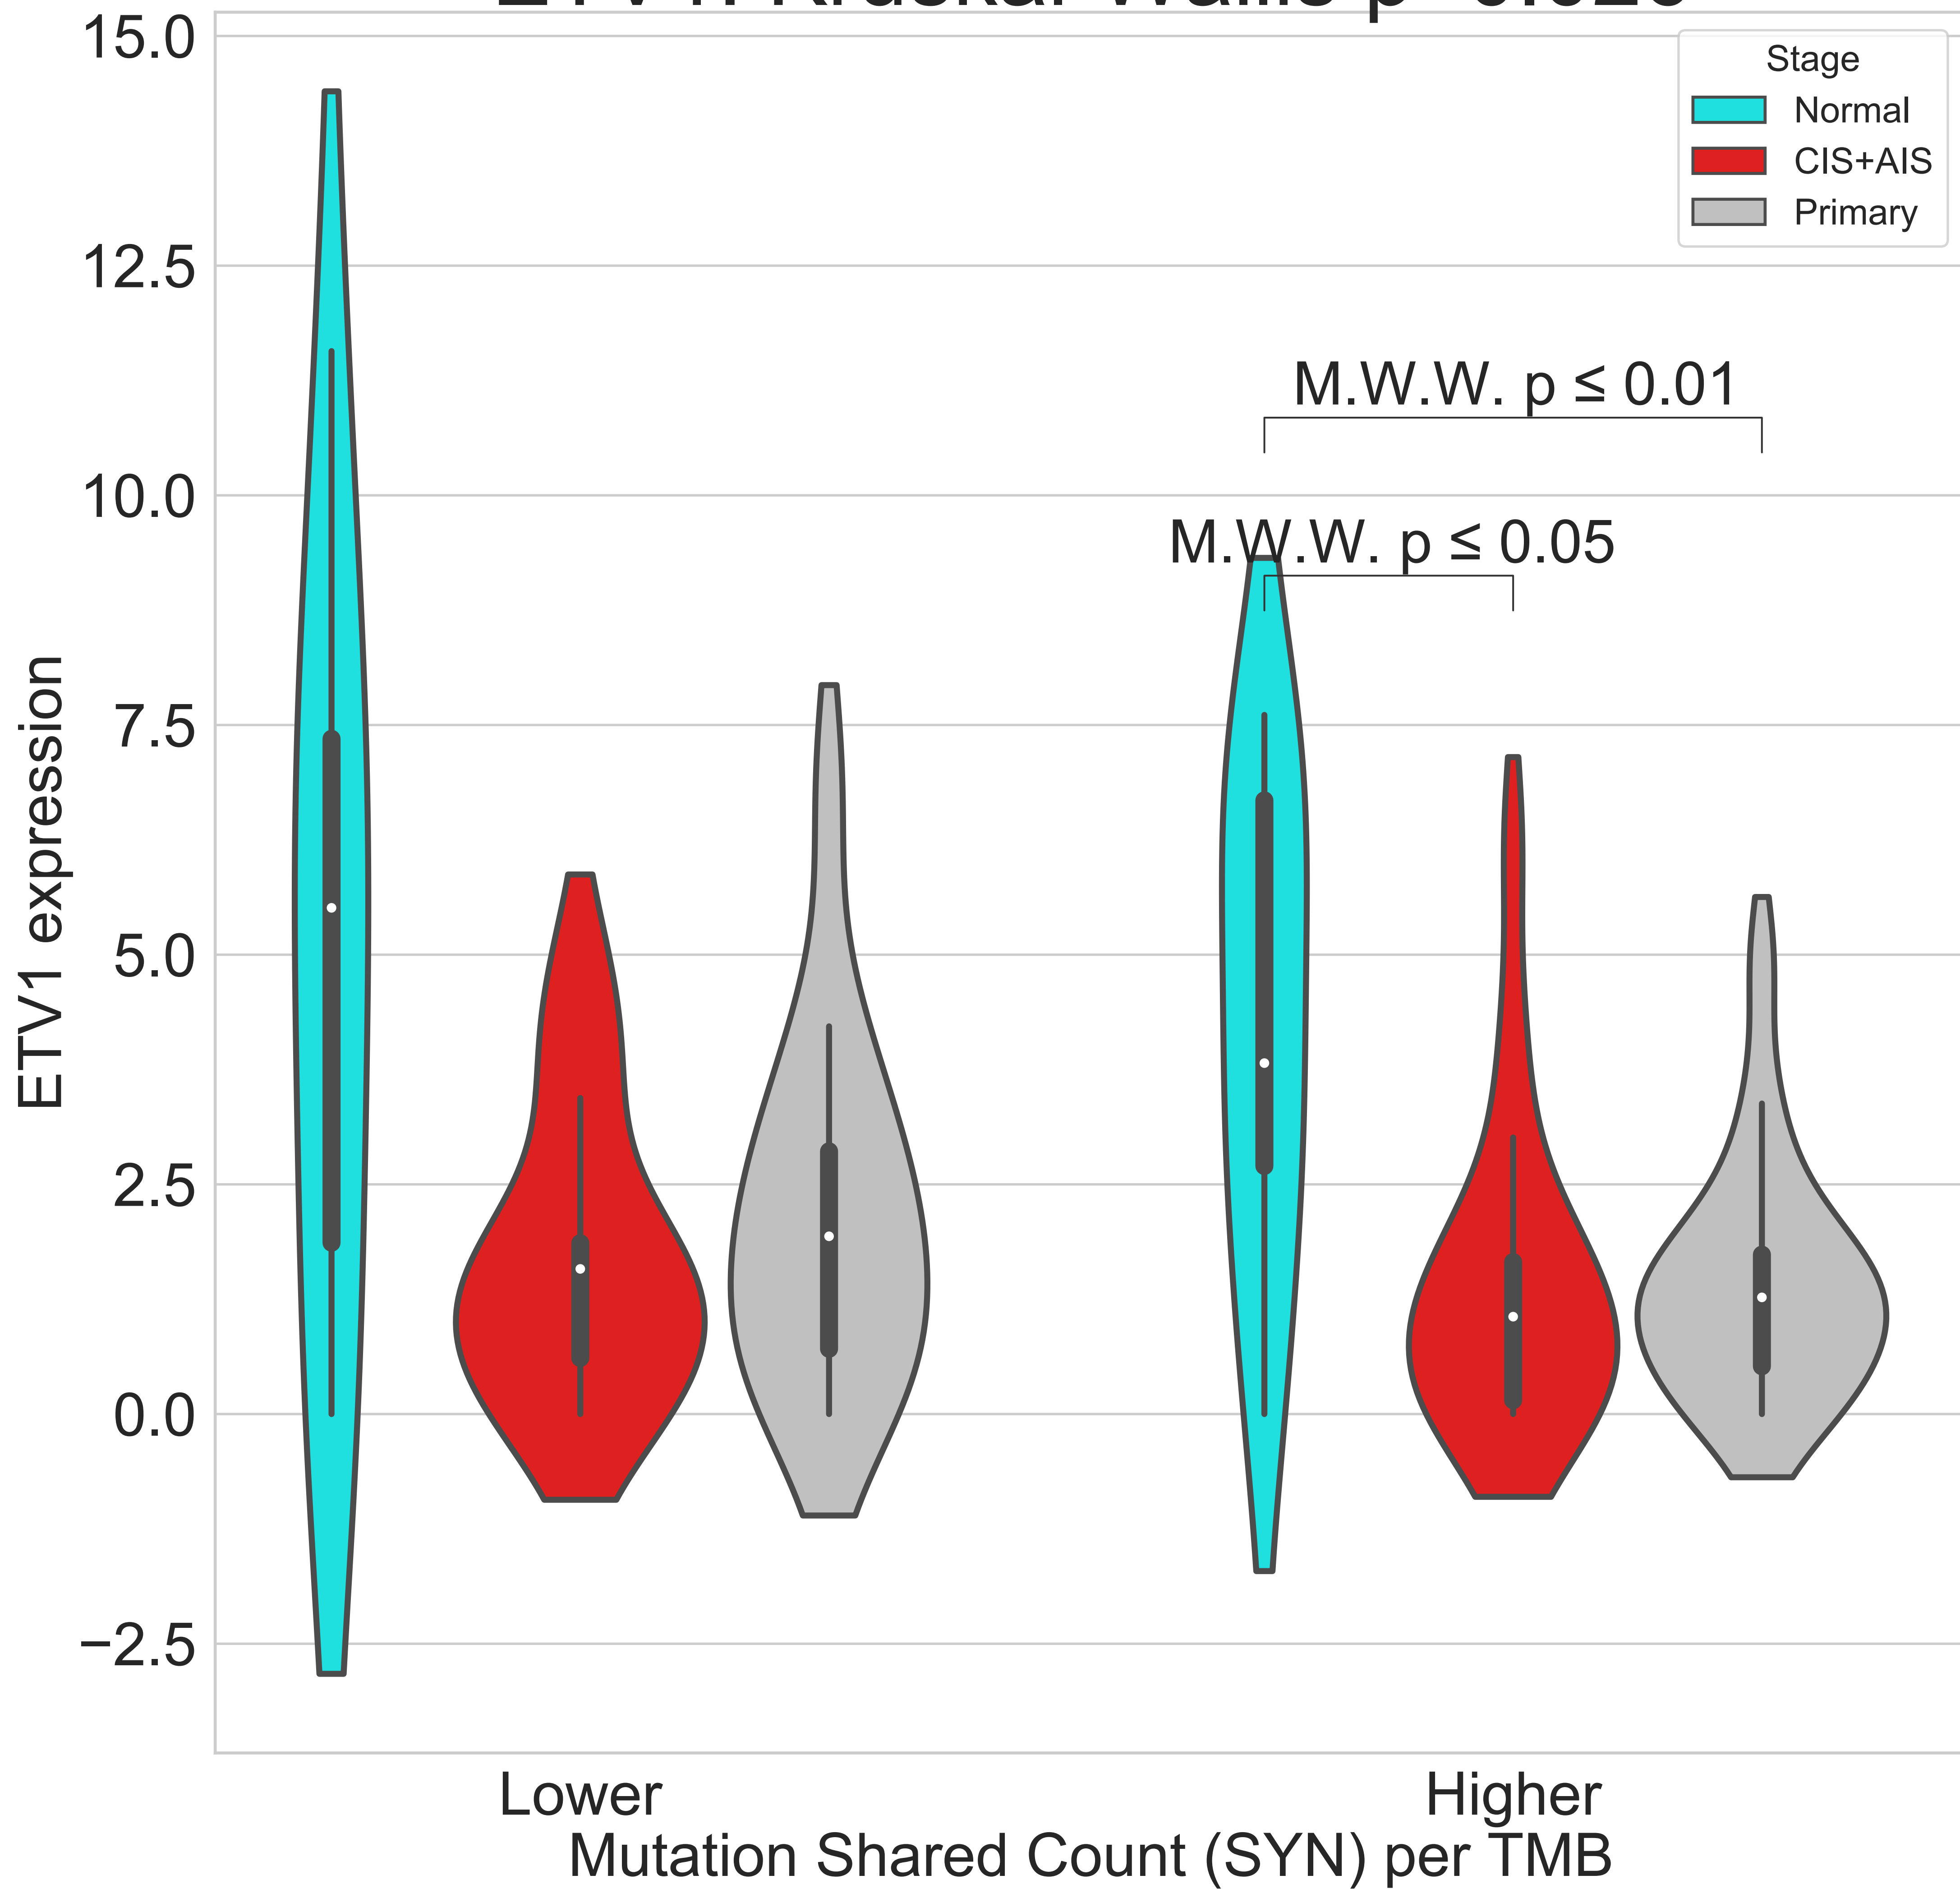 15.0
12.5
10.0
7.5
5.0
2.5
0.0
−2.5
ETV1 expression
Stage
Normal
CIS+AIS
Primary
M.W.W. p ≤ 0.01
M.W.W. p ≤ 0.05
Lower
Higher
Mutation Shared Count (SYN) per TMB